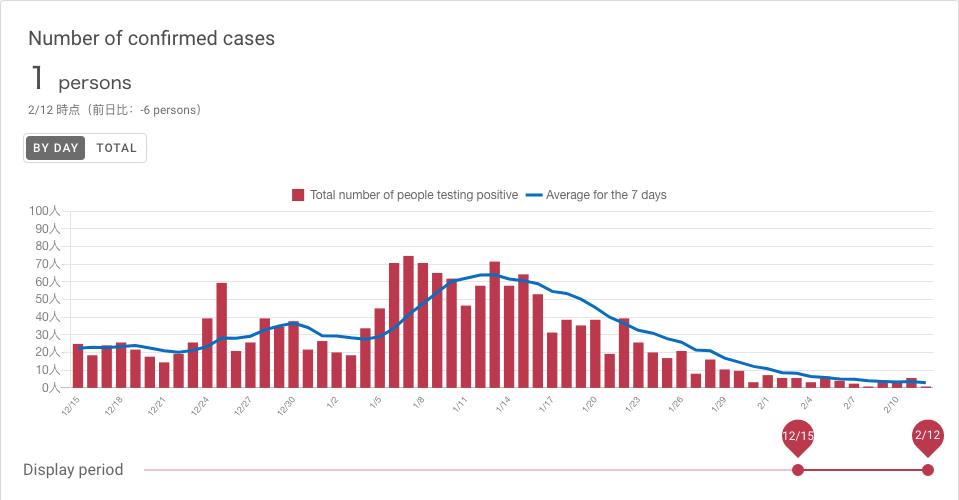 Number of confirmed cases
1 persons
2/12 時点（前日比：-6 persons）
BY DAY TOTAL
Total number of people testing positive Average for the 7 days
100人
90人
80人
70人
60人
50人
40人
30人
20人
10人
0人
12/15 12/18 12/21 12/24 12/27 12/30 1/2 1/5 1/8 1/11 1/14 1/17 1/20 1/23 1/26 1/29 2/1 2/4 2/7 2/10
12/15 2/12
Display period